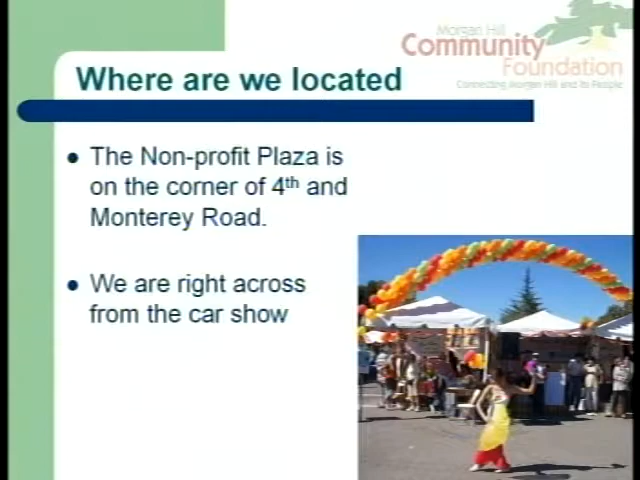 Morgan Hill
Community
Foundation
Connecting Morgan Hill and its People
Where are we located
The Non-profit Plaza is
on the corner of 4th and
Monterey Road.
We are right across
from the car show